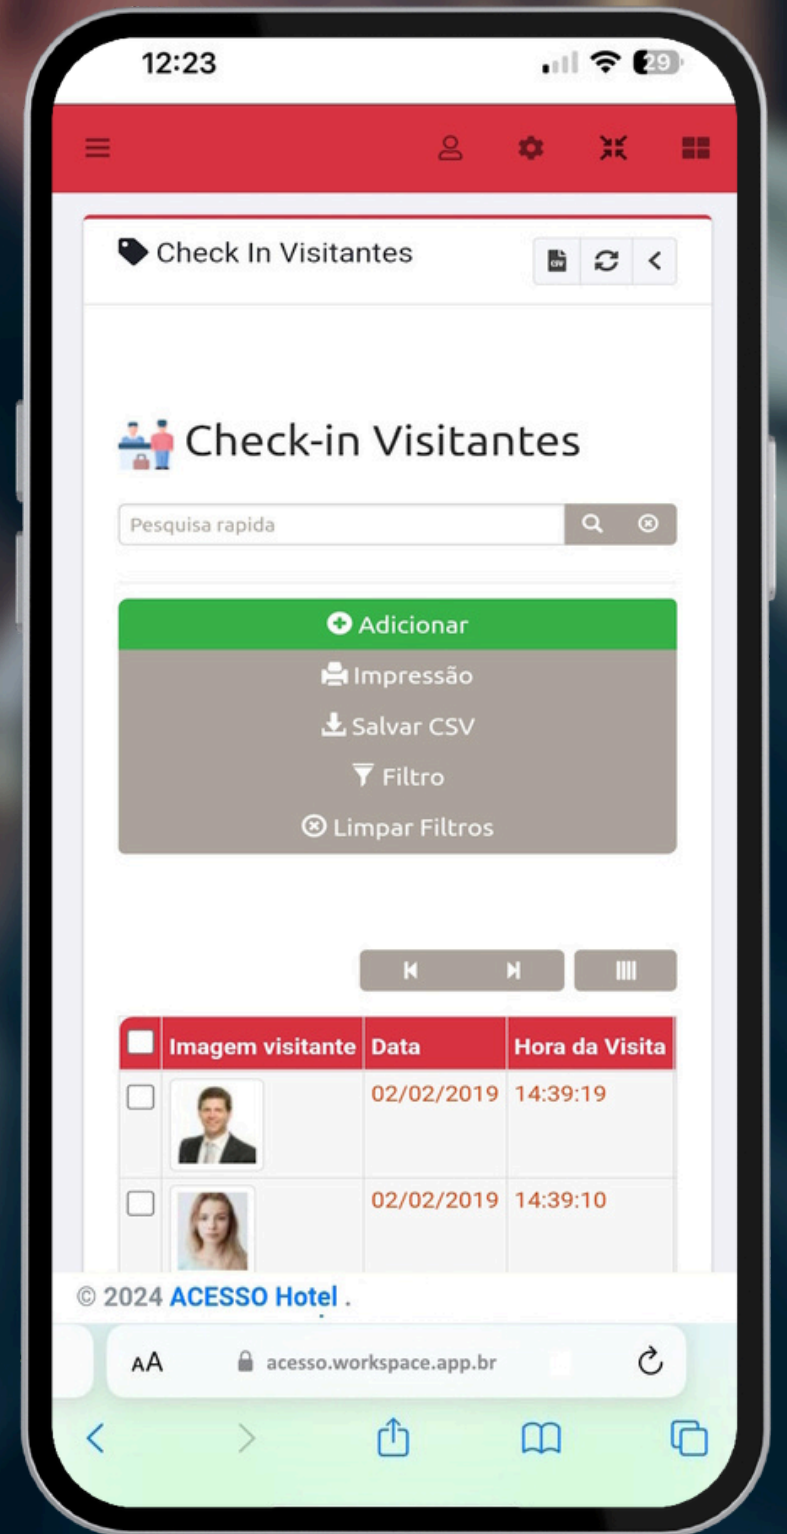 12:23
29
Check In Visitantes
CSV
Check-in Visitantes
Pesquisa rapida
Adicionar
Impressão
Salvar CSV
Filtro
Limpar Filtros
Imagem visitante Data Hora da Visita
02/02/2019 14:39:19
02/02/2019 14:39:10
© 2024 ACESSO Hotel .
AA acesso.workspace.app.br